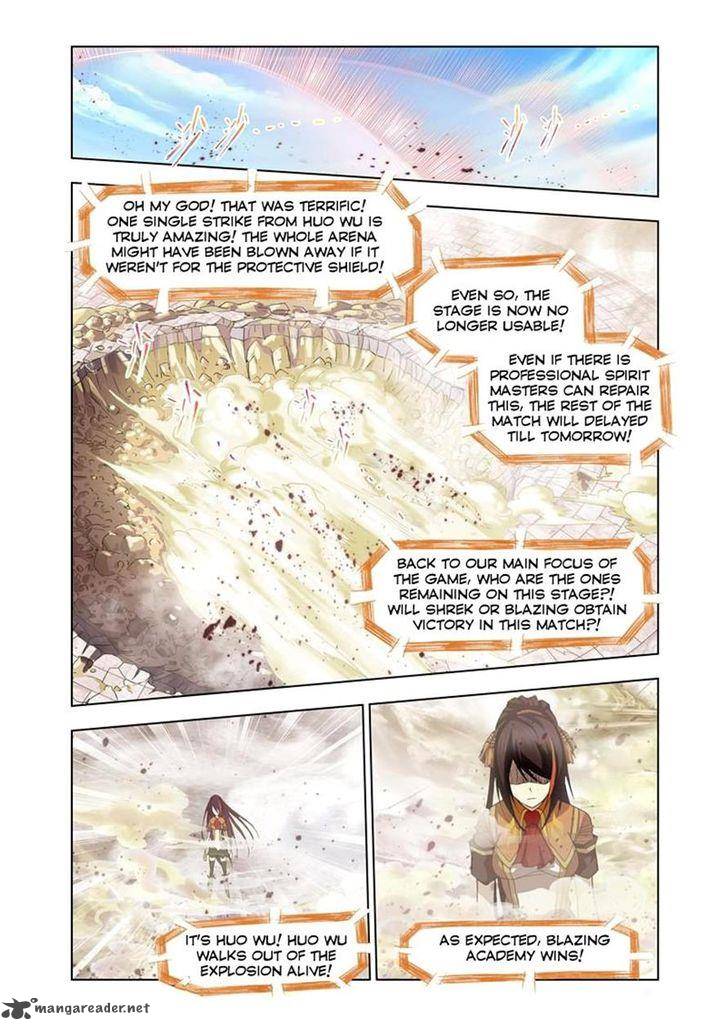 沙 沙
沙
OH MY GOD! THAT WAS TERRIFIC!
ONE SINGLE STRIKE FROM HUO WU IS
TRULY AMAZING! THE WHOLE ARENA
MIGHT HAVE BEEN BLOWN AWAY IF IT
WEREN'T FOR THE PROTECTIVE SHIELD!
EVEN SO, THE
STAGE IS NOW NO
LONGER USABLE!
EVEN IF THERE IS
PROFESSIONAL SPIRIT
MASTERS CAN REPAIR
THIS, THE REST OF THE
MATCH WILL DELAYED
TILL TOMORROW!
BACK TO OUR MAIN FOCUS OF
THE GAME, WHO ARE THE ONES
REMAINING ON THIS STAGE?!
WILL SHREK OR BLAZING OBTAIN
VICTORY IN THIS MATCH?!
IT'S HUO WU! HUO WU
WALKS OUT OF THE
EXPLOSION ALIVE!
AS EXPECTED, BLAZING
ACADEMY WINS!
mangareader.net